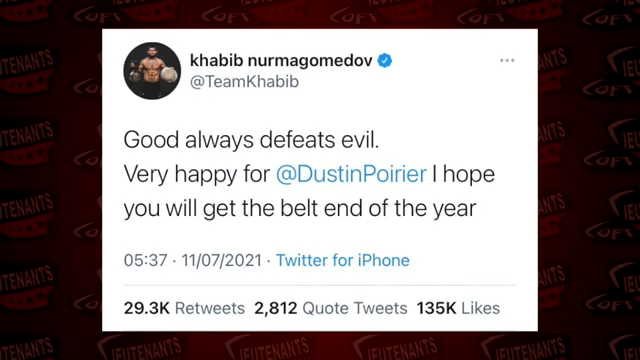 khabib nurmagomedov
@TeamKhabib
Good always defeats evil.
Very happy for @DustinPoirier I hope
you will get the belt end of the year
05:37 · 11/07/2021 · Twitter for iPhone
29.3K Retweets 2,812 Quote Tweets 135K Likes